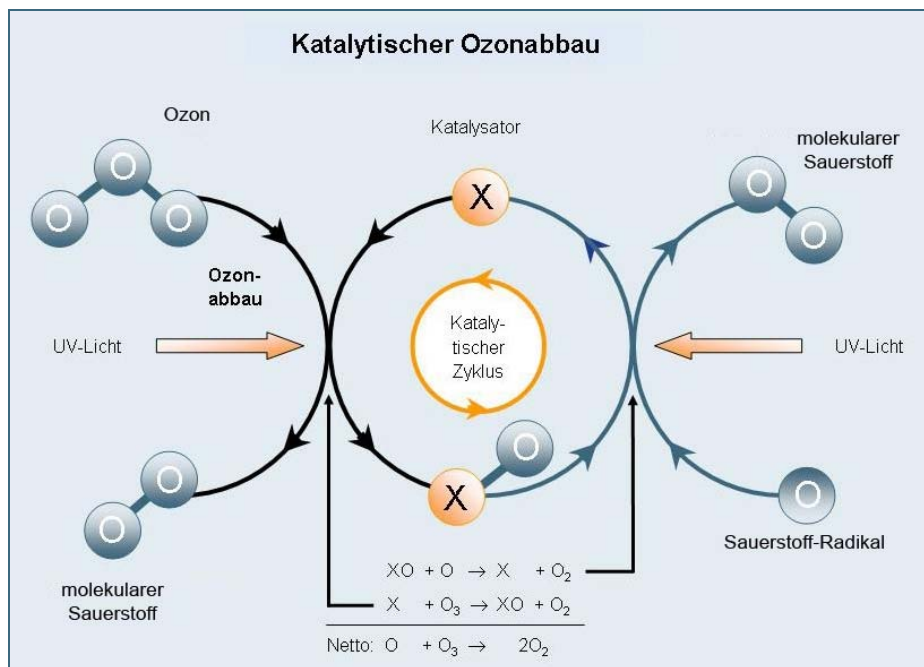 Katalytischer Ozonabbau
Ozon
Katalysator
molekularer
Sauerstoff
O
O
O
X
O
O
Ozon-
abbau
UV-Licht
Kataly-
tischer
Zyklus
UV-Licht
O
O
X
O
O
molekularer
Sauerstoff
Sauerstoff-Radikal
XO + O → X + O₂
X + O₃ → XO + O₂
Netto: O + O₃ → 2O₂